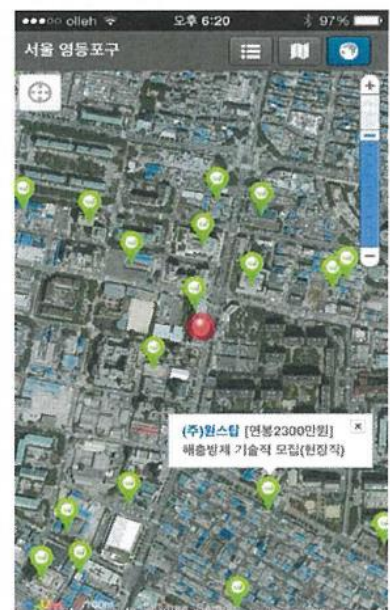 olleh 오후 6:20 97%
서울 영등포구
(주)원스탑 [연봉2300만원]
해충방제 기술직 모집(현장직)